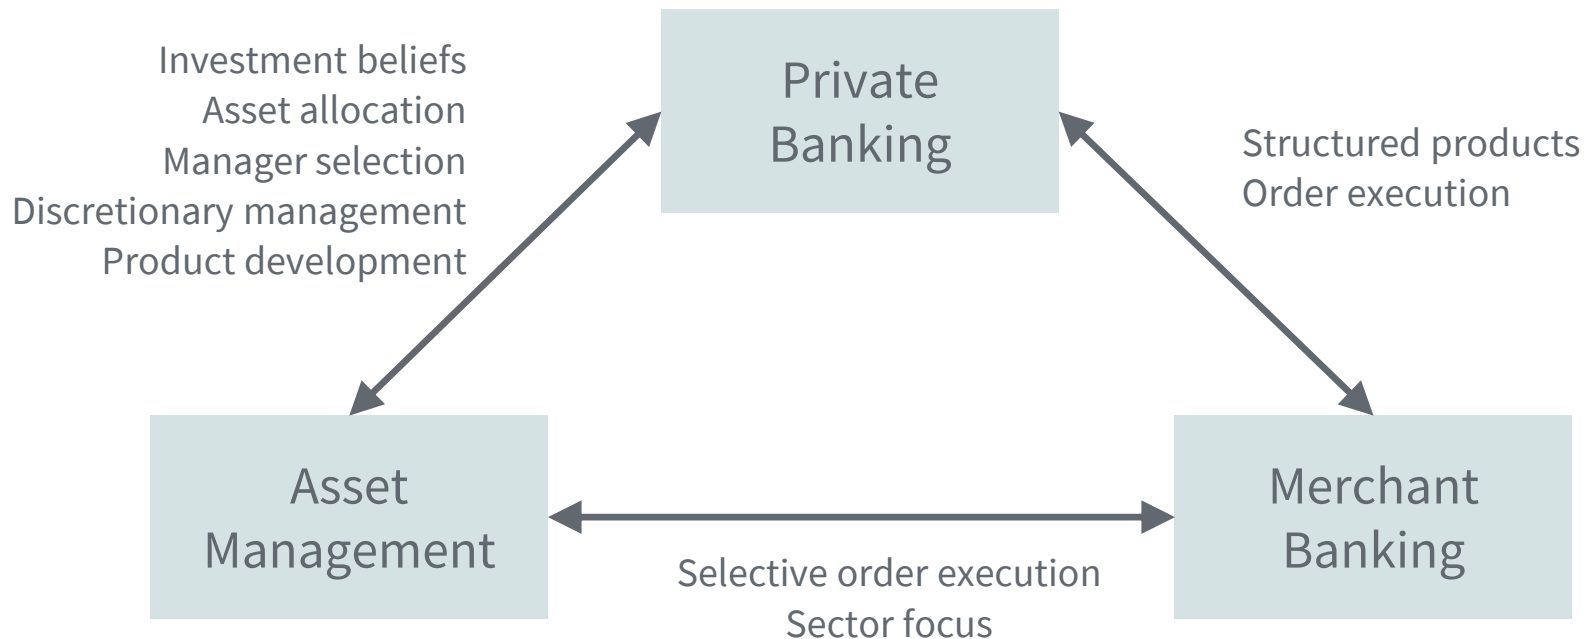 Investment beliefs
Asset allocation
Manager selection
Discretionary management
Product development
Private
Banking
Structured products
Order execution
Asset
Management
Selective order execution
Sector focus
Merchant
Banking